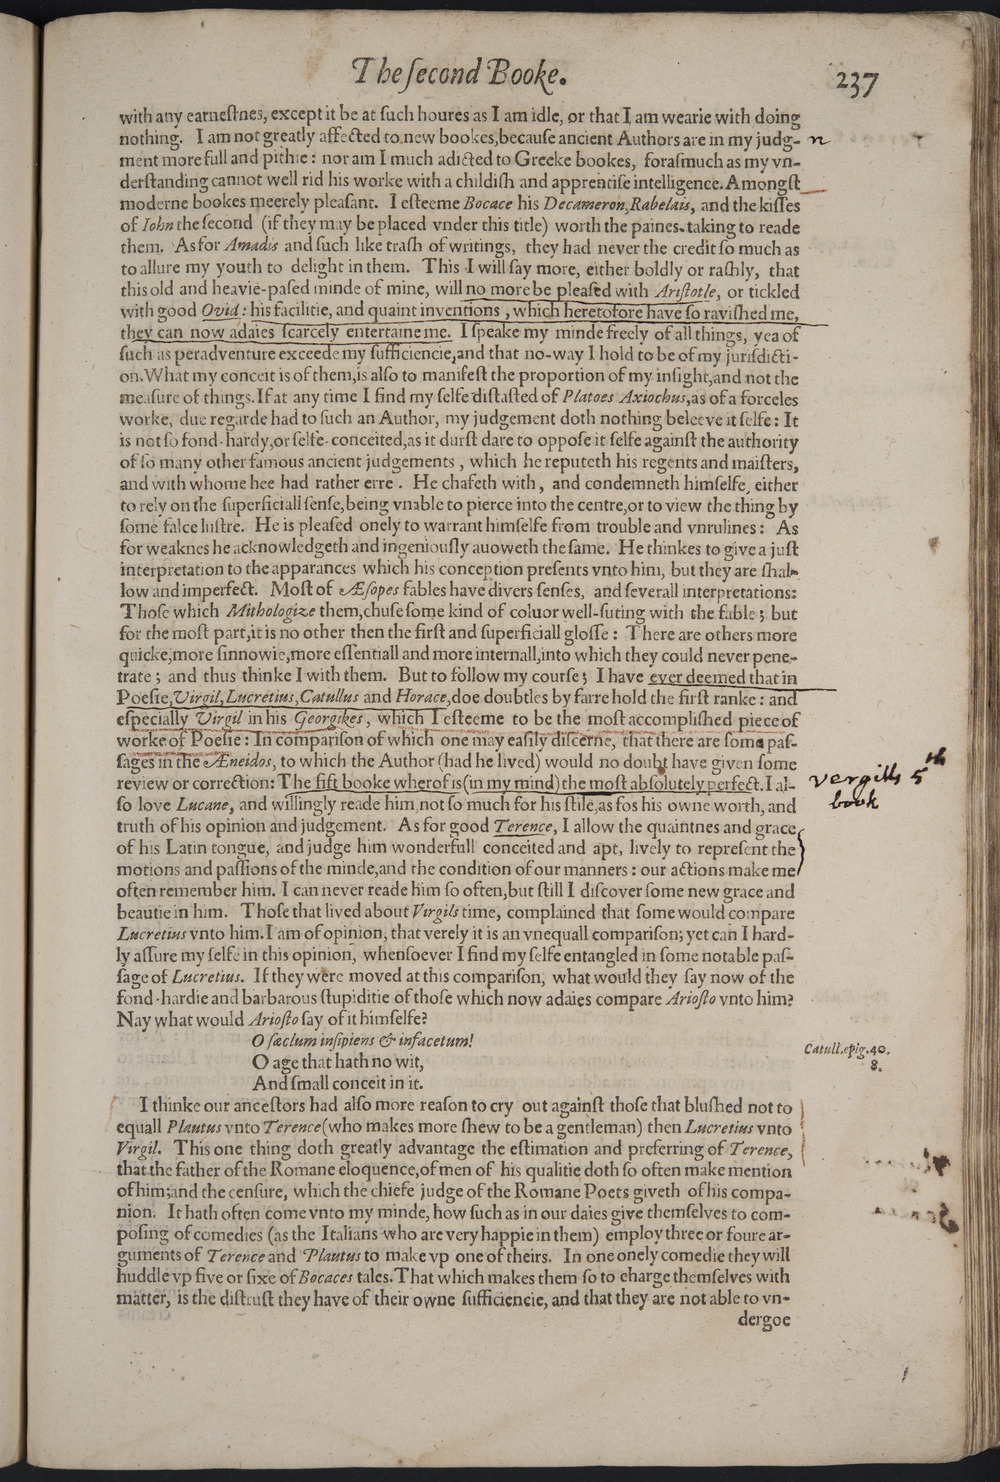 The ſecond Booke.
237
with any earneſtnes, except it be at ſuch houres as I am idle, or that I am wearie with doing
nothing. I am not greatly affected to new bookes, becauſe ancient Authors are in my judg-
n
ment more full and pithie: nor am I much adicted to Greeke bookes, foraſmuch as my vn-
derſtanding cannot well rid his worke with a childiſh and apprentiſe intelligence. Amongſt
moderne bookes meerely pleaſant. I eſteeme Bocace his Decameron, Rabelais, and the kiſſes
of Iohn the ſecond (if they may be placed vnder this title) worth the paines-taking to reade
them. As for Amadis and ſuch like traſh of writings, they had never the credit ſo much as
to allure my youth to delight in them. This I will ſay more, either boldly or raſhly, that
this old and heavie-paſed minde of mine, will no more be pleaſed with Ariſtotle, or tickled
with good Ovid: his facilitie, and quaint inventions, which heretofore have ſo raviſhed me,
they can now adaies ſcarcely entertaine me. I ſpeake my minde freely of all things, yea of
ſuch as peradventure exceede my ſufficiencie, and that no-way I hold to be of my juriſdicti-
on. What my conceit is of them, is alſo to manifeſt the proportion of my inſight, and not the
meaſure of things. If at any time I find my ſelfe diſtaſted of Platoes Axiochus, as of a forceles
worke, due regarde had to ſuch an Author, my judgement doth nothing beleeve it ſelfe: It
is not ſo fond-hardy, or ſelfe-conceited, as it durſt dare to oppoſe it ſelfe againſt the authority
of ſo many other famous ancient judgements, which he reputeth his regents and maiſters,
and with whome hee had rather erre. He chafeth with, and condemneth himſelfe, either
to rely on the ſuperficiall ſenſe, being vnable to pierce into the centre, or to view the thing by
ſome falce luſtre. He is pleaſed onely to warrant himſelfe from trouble and vnrulines: As
for weaknes he acknowledgeth and ingeniouſly auoweth the ſame. He thinkes to give a juſt
interpretation to the apparances which his conception preſents vnto him, but they are ſhal-
low and imperfect. Moſt of Æſopes fables have divers ſenſes, and ſeverall interpretations:
Thoſe which Mithologize them, chuſe ſome kind of coluor well-ſuting with the fable; but
for the moſt part, it is no other then the firſt and ſuperficiall gloſſe: There are others more
quicke, more ſinnowie, more eſſentiall and more internall, into which they could never pene-
trate; and thus thinke I with them. But to follow my courſe; I have ever deemed that in
Poeſie, Virgil, Lucretius, Catullus and Horace, doe doubtles by farre hold the firſt ranke: and
eſpecially Virgil in his Georgikes, which I eſteeme to be the moſt accompliſhed piece of
worke of Poeſie: In compariſon of which one may eaſily diſcerne, that there are ſome paſ-
ſages in the Æneidos, to which the Author (had he lived) would no doubt have given ſome
review or correction: The fift booke wherof is (in my mind) the moſt abſolutely perfect. I al-
vergills 5th
book
ſo love Lucane, and willingly reade him, not ſo much for his ſtile, as fos his owne worth, and
truth of his opinion and judgement. As for good Terence, I allow the quaintnes and grace
of his Latin tongue, and judge him wonderfull conceited and apt, lively to repreſent the
motions and paſſions of the minde, and the condition of our manners: our actions make me
often remember him. I can never reade him ſo often, but ſtill I diſcover ſome new grace and
beautie in him. Thoſe that lived about Virgils time, complained that ſome would compare
Lucretius vnto him. I am of opinion, that verely it is an vnequall compariſon; yet can I hard-
ly aſſure my ſelfe in this opinion, whenſoever I find my ſelfe entangled in ſome notable paſ-
ſage of Lucretius. If they were moved at this compariſon, what would they ſay now of the
fond-hardie and barbarous ſtupiditie of thoſe which now adaies compare Arioſto vnto him?
Nay what would Arioſto ſay of it himſelfe?
O ſæclum inſipiens & infacetum!
Catull. epig. 40.
8.
O age that hath no wit,
And ſmall conceit in it.
I thinke our anceſtors had alſo more reaſon to cry out againſt thoſe that bluſhed not to
equall Plautus vnto Terence (who makes more ſhew to be a gentleman) then Lucretius vnto
Virgil. This one thing doth greatly advantage the eſtimation and preferring of Terence,
that the father of the Romane eloquence, of men of his qualitie doth ſo often make mention
of him; and the cenſure, which the chiefe judge of the Romane Poets giveth of his compa-
nion. It hath often come vnto my minde, how ſuch as in our daies give themſelves to com-
poſing of comedies (as the Italians who are very happie in them) employ three or foure ar-
guments of Terence and Plautus to make vp one of theirs. In one onely comedie they will
huddle vp five or ſixe of Bocaces tales. That which makes them ſo to charge themſelves with
matter, is the diſtruſt they have of their owne ſufficiencie, and that they are not able to vn-
dergoe